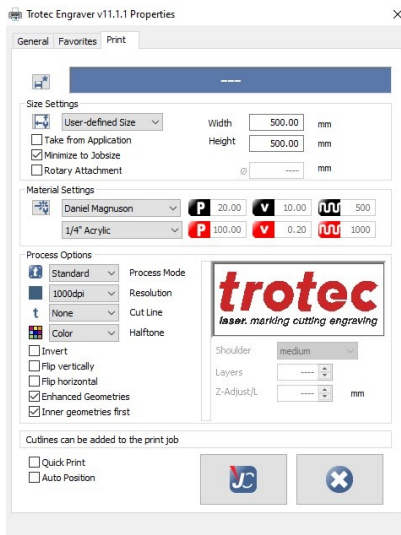 Trotec Engraver v11.1.1 Properties
General Favorites Print
---
Size Settings
User-defined Size Width 500.00 mm
Take from Application Height 500.00 mm
Minimize to Jobsize
Rotary Attachment Ø ---- mm
Material Settings
Daniel Magnuson P 20.00 V 10.00 500
1/4" Acrylic P 100.00 V 0.20 1000
Process Options
Standard Process Mode
1000dpi Resolution
t None Cut Line
Color Halftone
trotec
laser. marking cutting engraving
Invert
Flip vertically
Flip horizontal
Enhanced Geometries
Inner geometries first
Shoulder medium
Layers ----
Z-Adjust/L ---- mm
Cutlines can be added to the print job
Quick Print
Auto Position
JC